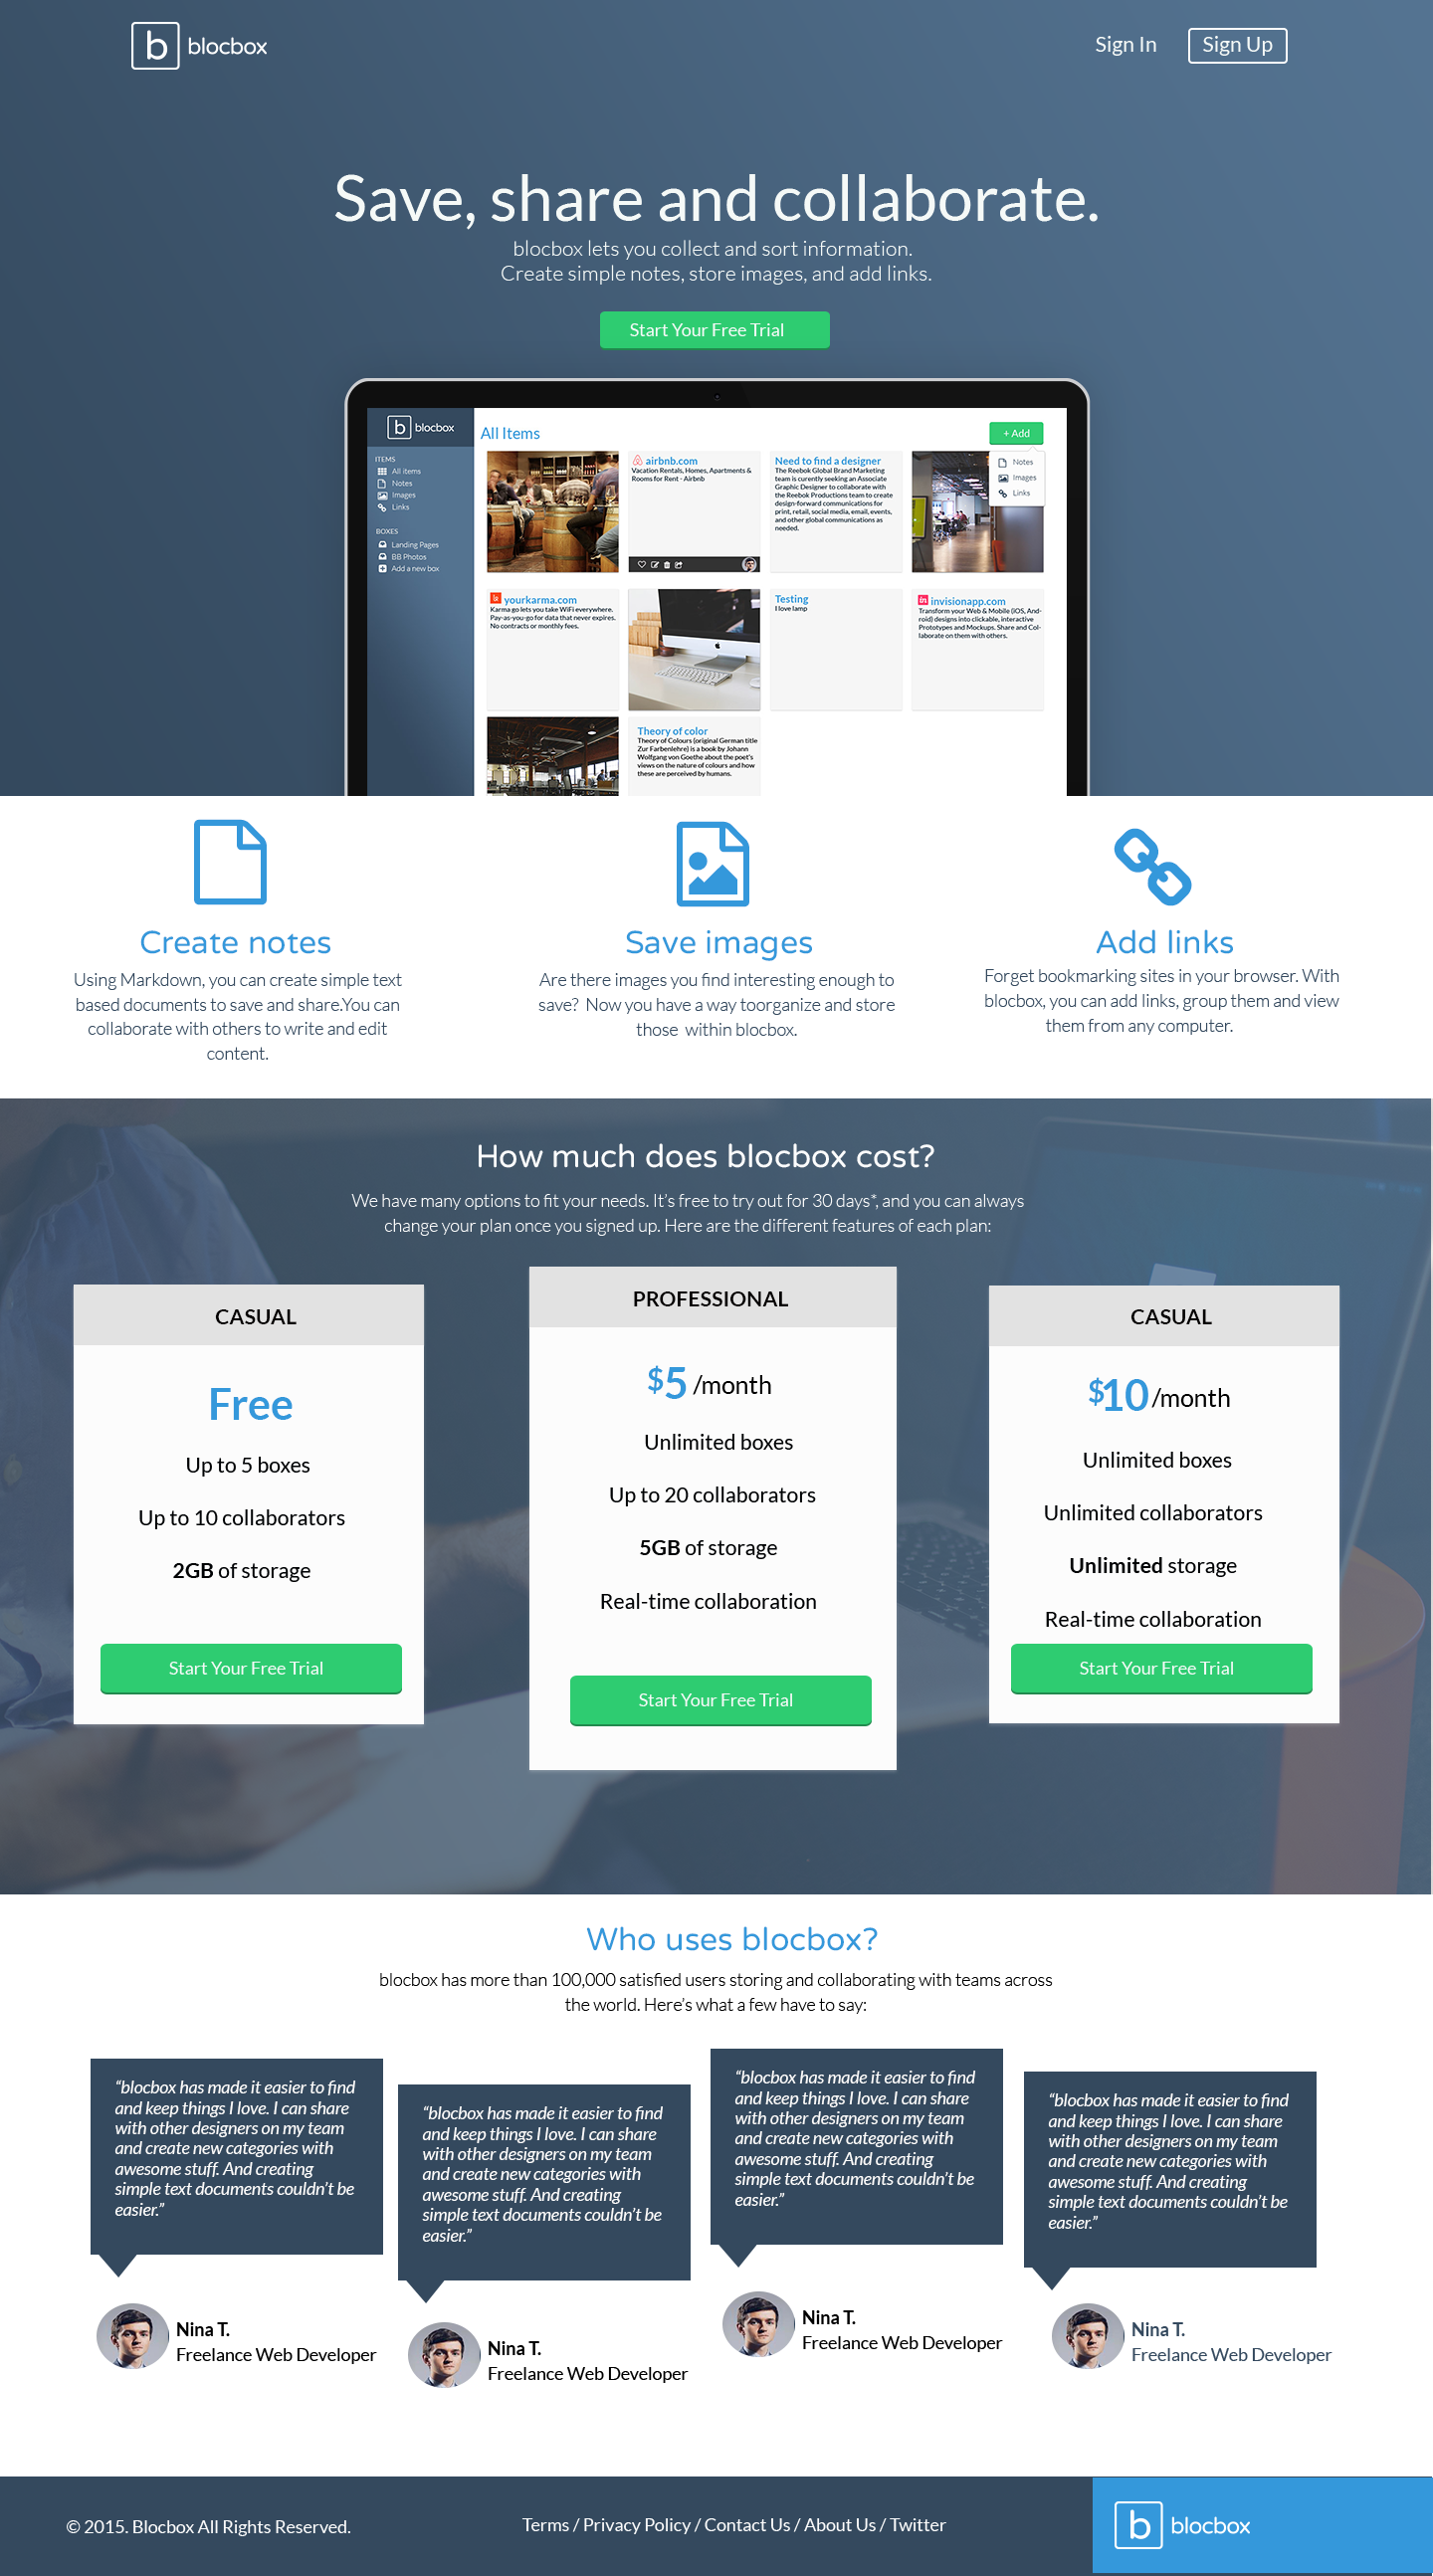 b blocbox
Sign In
Sign Up
Save, share and collaborate.
blocbox lets you collect and sort information.
Create simple notes, store images, and add links.
Start Your Free Trial
b blocbox
ITEMS
All items
Notes
Images
Links
BOXES
Landing Pages
BB Photos
Add a new box
All Items
+ Add
Notes
Images
Links
airbnb.com
Vacation Rentals, Homes, Apartments &
Rooms for Rent - Airbnb
Need to find a designer
The Reebok Global Brand Marketing
team is currently seeking an Associate
Graphic Designer to collaborate with
the Reebok Productions team to create
design-forward communications for
print, retail, social media, email, events,
and other global communications as
needed.
yourkarma.com
Karma go lets you take WiFi everywhere.
Pay-as-you-go for data that never expires.
No contracts or monthly fees.
Testing
I love lamp
in invisionapp.com
Transform your Web & Mobile (iOS, And-
roid) designs into clickable, interactive
Prototypes and Mockups. Share and Col-
laborate on them with others.
Theory of color
Theory of Colours (original German title
Zur Farbenlehre) is a book by Johann
Wolfgang von Goethe about the poet's
views on the nature of colours and how
these are perceived by humans.
Create notes
Using Markdown, you can create simple text
based documents to save and share.You can
collaborate with others to write and edit
content.
Save images
Are there images you find interesting enough to
save? Now you have a way toorganize and store
those within blocbox.
Add links
Forget bookmarking sites in your browser. With
blocbox, you can add links, group them and view
them from any computer.
How much does blocbox cost?
We have many options to fit your needs. It's free to try out for 30 days*, and you can always
change your plan once you signed up. Here are the different features of each plan:
CASUAL
Free
Up to 5 boxes
Up to 10 collaborators
2GB of storage
Start Your Free Trial
PROFESSIONAL
$5 /month
Unlimited boxes
Up to 20 collaborators
5GB of storage
Real-time collaboration
Start Your Free Trial
CASUAL
$10 /month
Unlimited boxes
Unlimited collaborators
Unlimited storage
Real-time collaboration
Start Your Free Trial
Who uses blocbox?
blocbox has more than 100,000 satisfied users storing and collaborating with teams across
the world. Here's what a few have to say:
“blocbox has made it easier to find
and keep things I love. I can share
with other designers on my team
and create new categories with
awesome stuff. And creating
simple text documents couldn't be
easier.”
Nina T.
Freelance Web Developer
“blocbox has made it easier to find
and keep things I love. I can share
with other designers on my team
and create new categories with
awesome stuff. And creating
simple text documents couldn't be
easier.”
Nina T.
Freelance Web Developer
“blocbox has made it easier to find
and keep things I love. I can share
with other designers on my team
and create new categories with
awesome stuff. And creating
simple text documents couldn't be
easier.”
Nina T.
Freelance Web Developer
“blocbox has made it easier to find
and keep things I love. I can share
with other designers on my team
and create new categories with
awesome stuff. And creating
simple text documents couldn't be
easier.”
Nina T.
Freelance Web Developer
© 2015. Blocbox All Rights Reserved.
Terms / Privacy Policy / Contact Us / About Us / Twitter
b blocbox